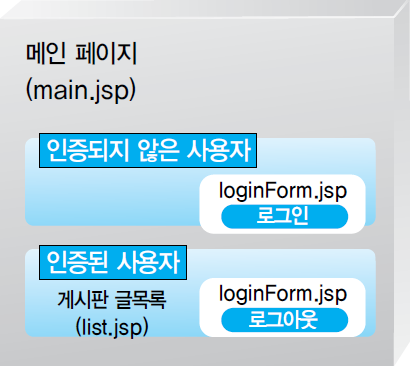 메인 페이지
(main.jsp)
인증되지 않은 사용자
loginForm.jsp
로그인
인증된 사용자
게시판 글목록
(list.jsp)
loginForm.jsp
로그아웃